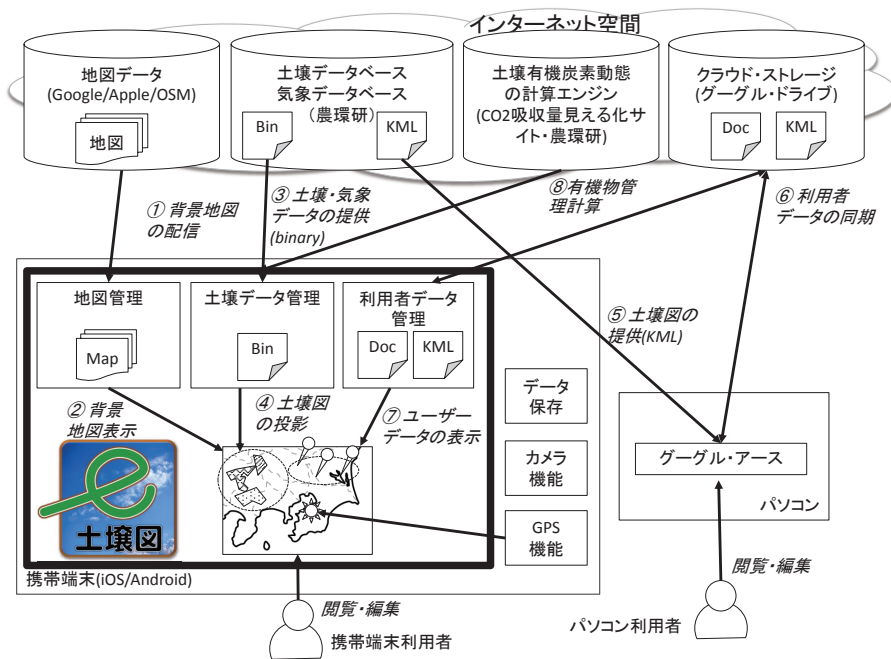 インターネット空間
地図データ
(Google/Apple/OSM)
地図
土壌データベース
気象データベース
(農環研)
Bin
KML
土壌有機炭素動態
の計算エンジン
(CO2吸収量見える化サ
イト・農環研)
クラウド・ストレージ
(グーグル・ドライブ)
Doc
KML
① 背景地図
の配信
③ 土壌・気象
データの提供
(binary)
⑧有機物管
理計算
⑥ 利用者
データの同期
地図管理
Map
土壌データ管理
Bin
利用者データ
管理
Doc
KML
⑤ 土壌図の
提供(KML)
② 背景
地図表示
④ 土壌図
の投影
⑦ ユーザー
データの表示
データ
保存
カメラ
機能
GPS
機能
グーグル・アース
パソコン
e
土壌図
携帯端末(iOS/Android)
閲覧・編集
携帯端末利用者
閲覧・編集
パソコン利用者